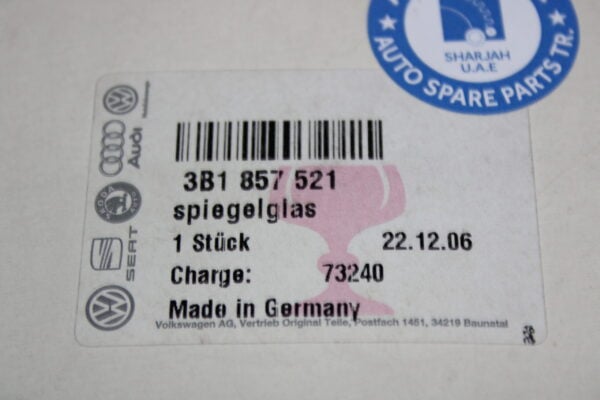 SHARJAH
U.A.E
★ AUTO SPARE PARTS TR. ★
AUDI
SKODA
SEAT
3B1 857 521
spiegelglas
1 Stück 22.12.06
Charge: 73240
Made in Germany
Volkswagen AG, Vertrieb Original Teile, Postfach 1451, 34219 Baunatal